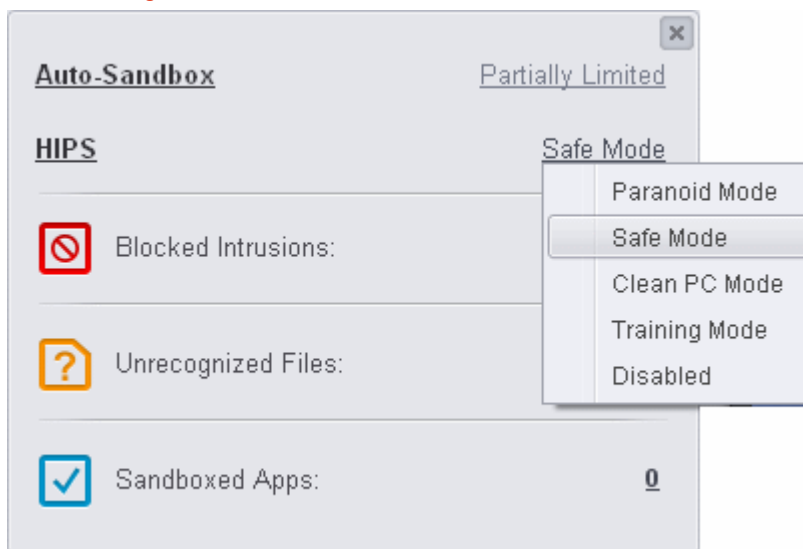 Auto-Sandbox Partially Limited
HIPS Safe Mode
Paranoid Mode
Safe Mode
Clean PC Mode
Training Mode
Disabled
Blocked Intrusions:
Unrecognized Files:
Sandboxed Apps: 0